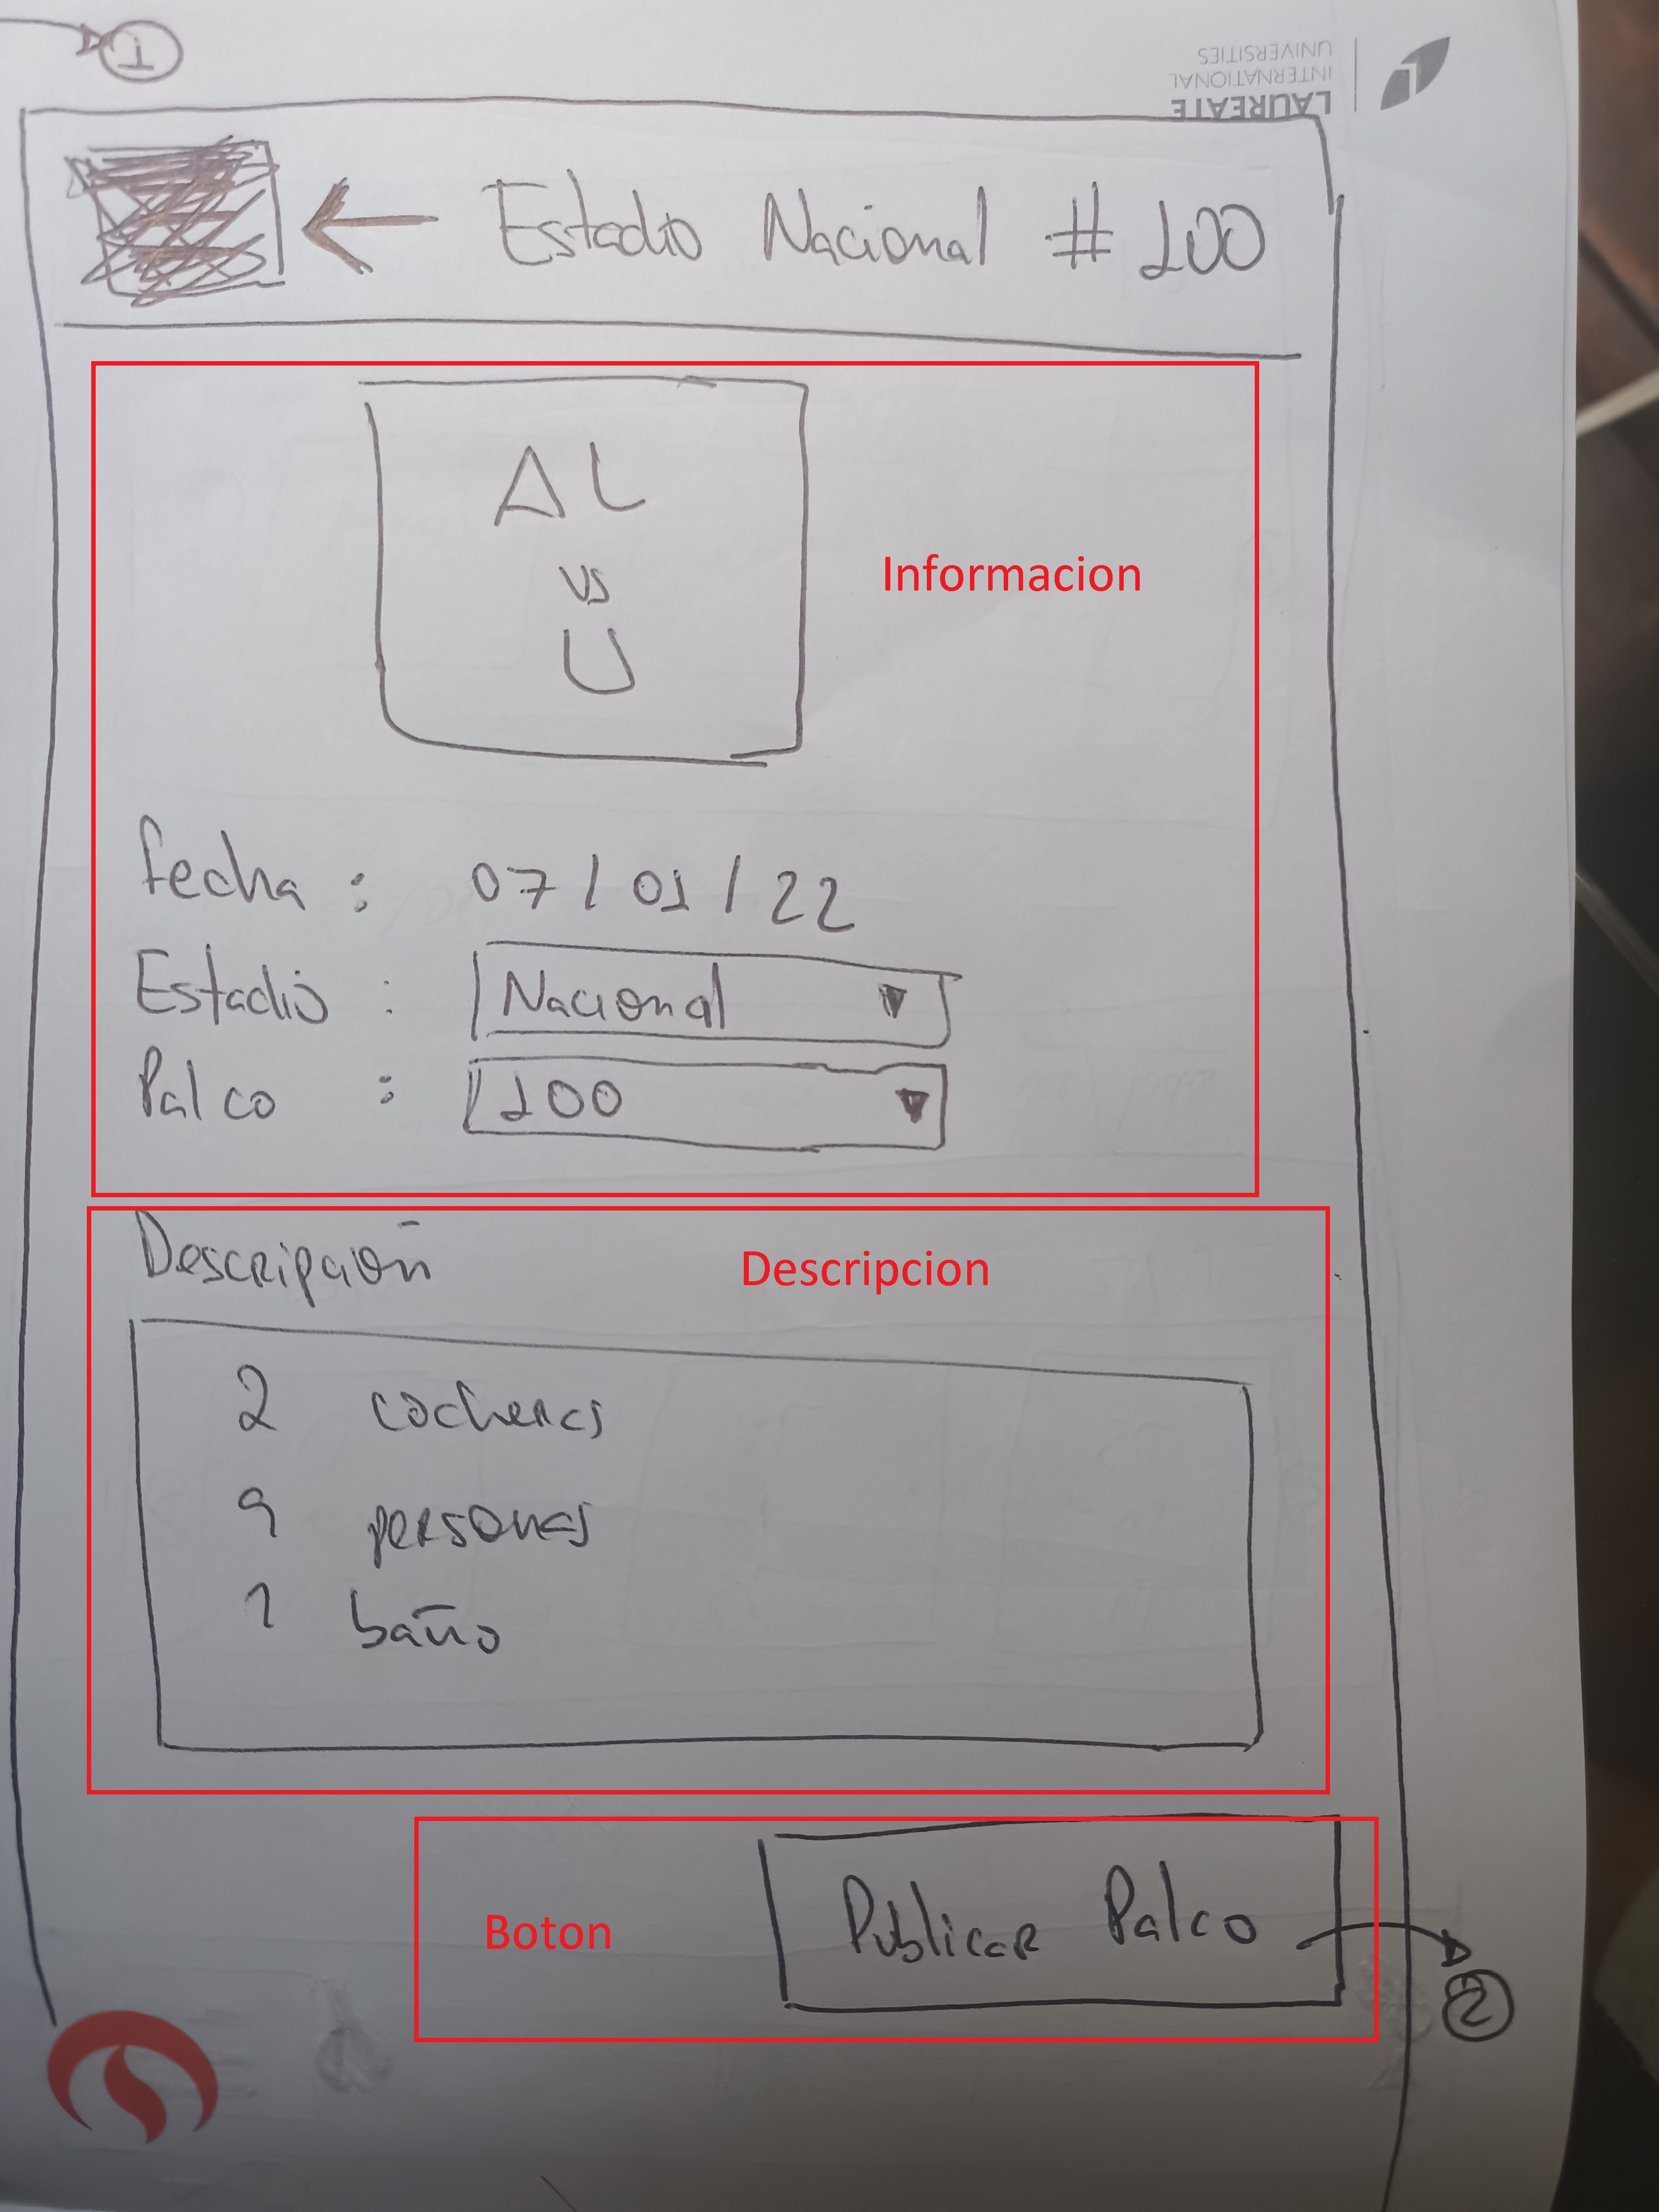 1
LAUREATE
INTERNATIONAL
UNIVERSITIES
Estadio Nacional # 100
AL
vs
U
Informacion
fecha : 07/01/22
Estadio : Nacional
Palco : 100
Descripción
Descripcion
2 cocheras
9 personas
1 baño
Boton
Publicar Palco
2